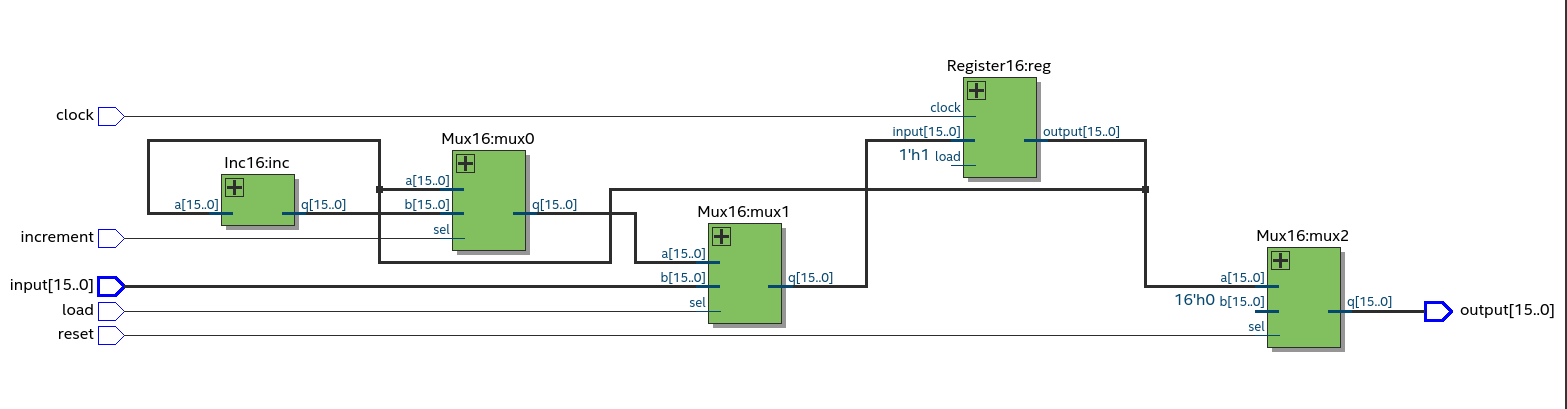 Register16:reg
clock
clock
Mux16:mux0
input[15..0]
output[15..0]
1'h1 load
Inc16:inc
a[15..0]
a[15..0]
q[15..0]
b[15..0]
q[15..0]
Mux16:mux1
increment
sel
Mux16:mux2
a[15..0]
input[15..0]
b[15..0]
q[15..0]
a[15..0]
load
sel
16'h0 b[15..0]
q[15..0]
output[15..0]
reset
sel